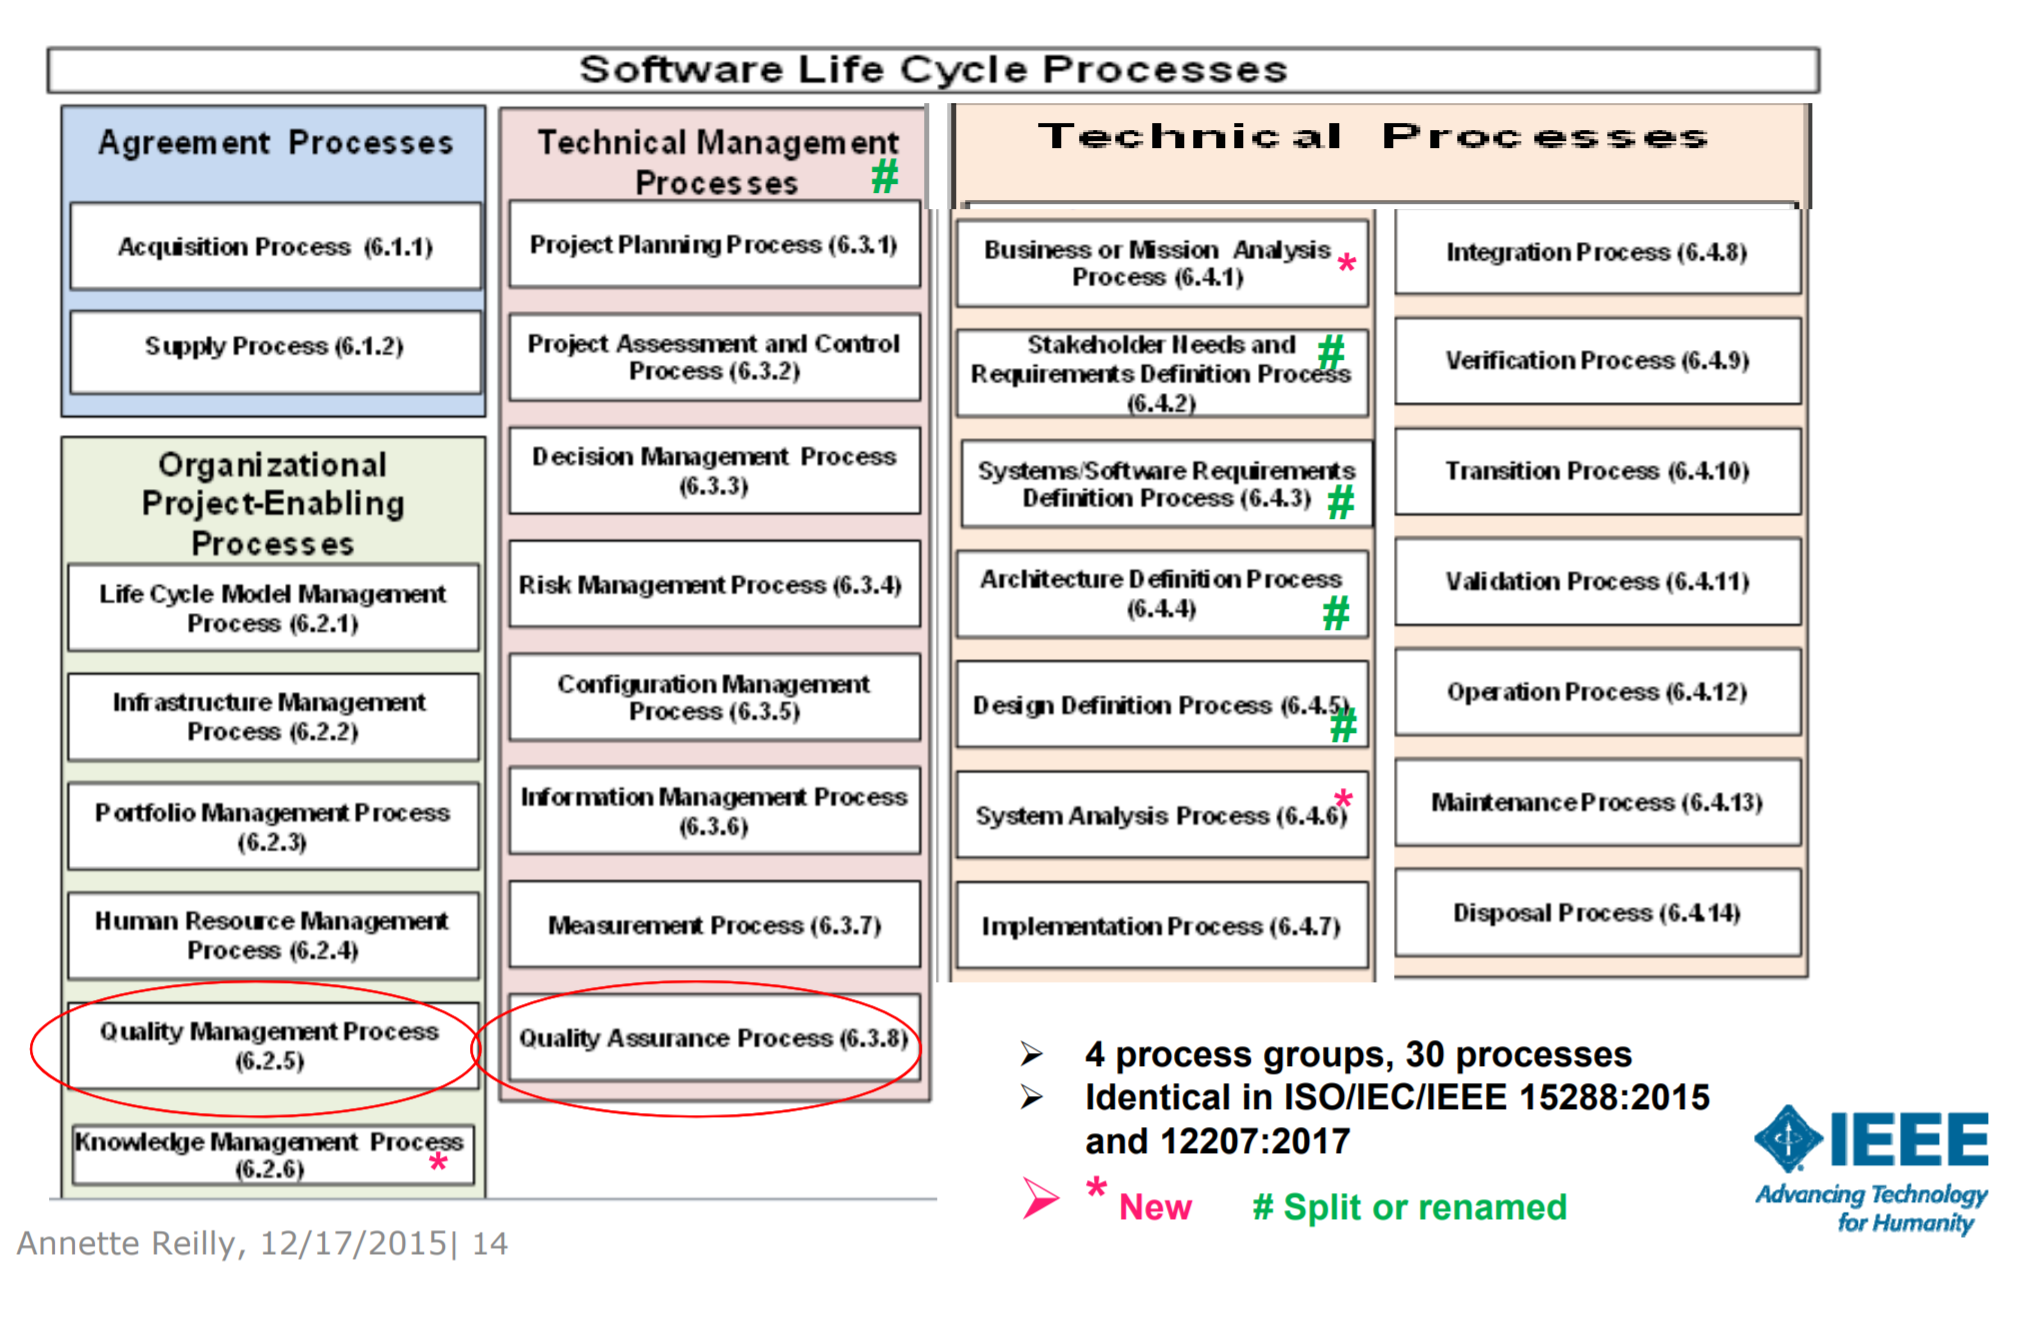 Software Life Cycle Processes
Agreement Processes
Acquisition Process (6.1.1)
Supply Process (6.1.2)
Organizational
Project-Enabling
Processes
Life Cycle Model Management
Process (6.2.1)
Infrastructure Management
Process (6.2.2)
Portfolio Management Process
(6.2.3)
Human Resource Management
Process (6.2.4)
Quality Management Process
(6.2.5)
Knowledge Management Process
(6.2.6) *
Technical Management
Processes #
Project Planning Process (6.3.1)
Project Assessment and Control
Process (6.3.2)
Decision Management Process
(6.3.3)
Risk Management Process (6.3.4)
Configuration Management
Process (6.3.5)
Information Management Process
(6.3.6)
Measurement Process (6.3.7)
Quality Assurance Process (6.3.8)
Technical Processes
Business or Mission Analysis
Process (6.4.1) *
Stakeholder Needs and #
Requirements Definition Process
(6.4.2)
Systems/Software Requirements
Definition Process (6.4.3) #
Architecture Definition Process
(6.4.4) #
Design Definition Process (6.4.5) #
System Analysis Process (6.4.6) *
Implementation Process (6.4.7)
Integration Process (6.4.8)
Verification Process (6.4.9)
Transition Process (6.4.10)
Validation Process (6.4.11)
Operation Process (6.4.12)
Maintenance Process (6.4.13)
Disposal Process (6.4.14)
➢ 4 process groups, 30 processes
➢ Identical in ISO/IEC/IEEE 15288:2015
and 12207:2017
➢ * New # Split or renamed
IEEE
Advancing Technology
for Humanity
Annette Reilly, 12/17/2015| 14